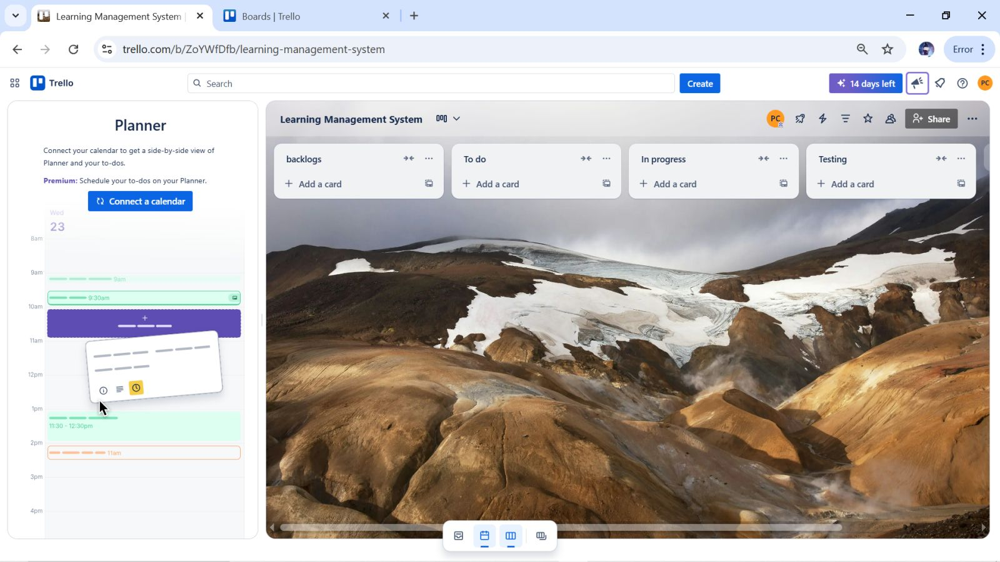 Learning Management System
Boards | Trello
trello.com/b/ZoYWfDfb/learning-management-system
Error
Trello
Search
Create
14 days left
PC
Planner
Connect your calendar to get a side-by-side view of
Planner and your to-dos.
Premium: Schedule your to-dos on your Planner.
Connect a calendar
Wed
23
8am
9am
9am
9:30am
10am
11am
12pm
1pm
11:30 - 12:30pm
2pm
11am
3pm
4pm
Learning Management System
PC
Share
backlogs
Add a card
To do
Add a card
In progress
Add a card
Testing
Add a card